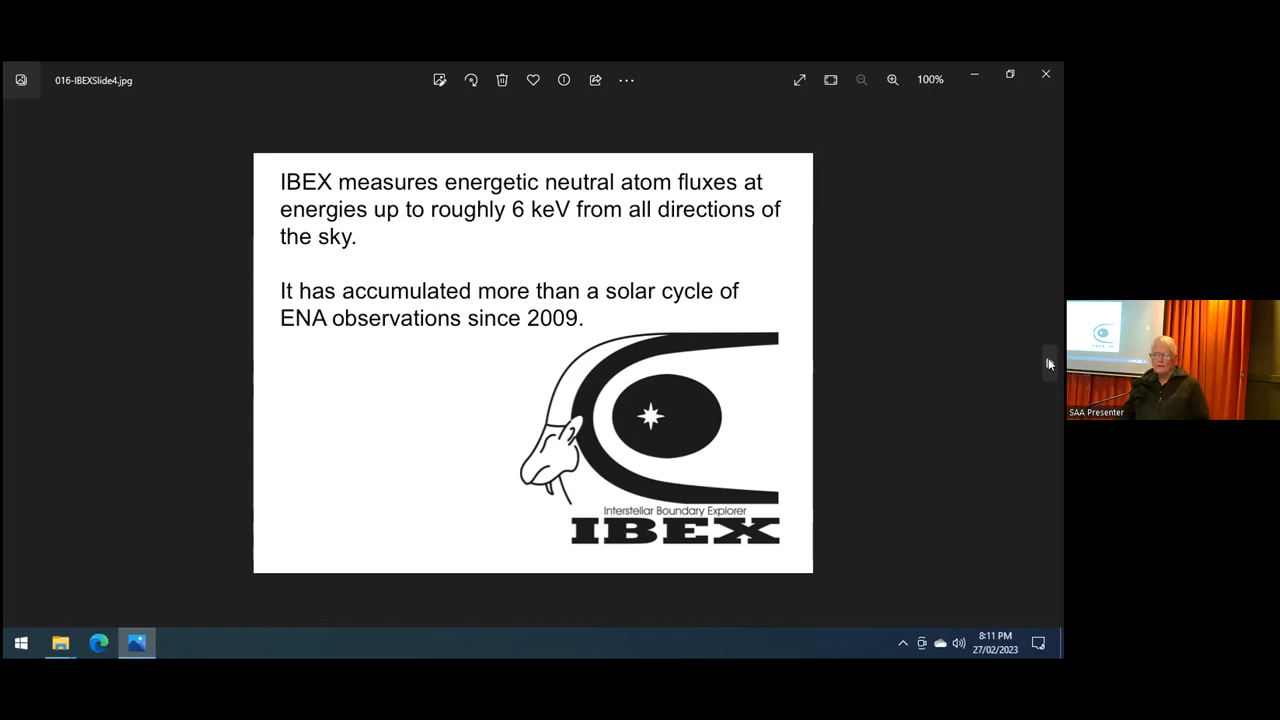 016-IBEXSlide4.jpg
100%
IBEX measures energetic neutral atom fluxes at
energies up to roughly 6 keV from all directions of
the sky.
It has accumulated more than a solar cycle of
ENA observations since 2009.
Interstellar Boundary Explorer
IBEX
SAA Presenter
8:11 PM
27/02/2023